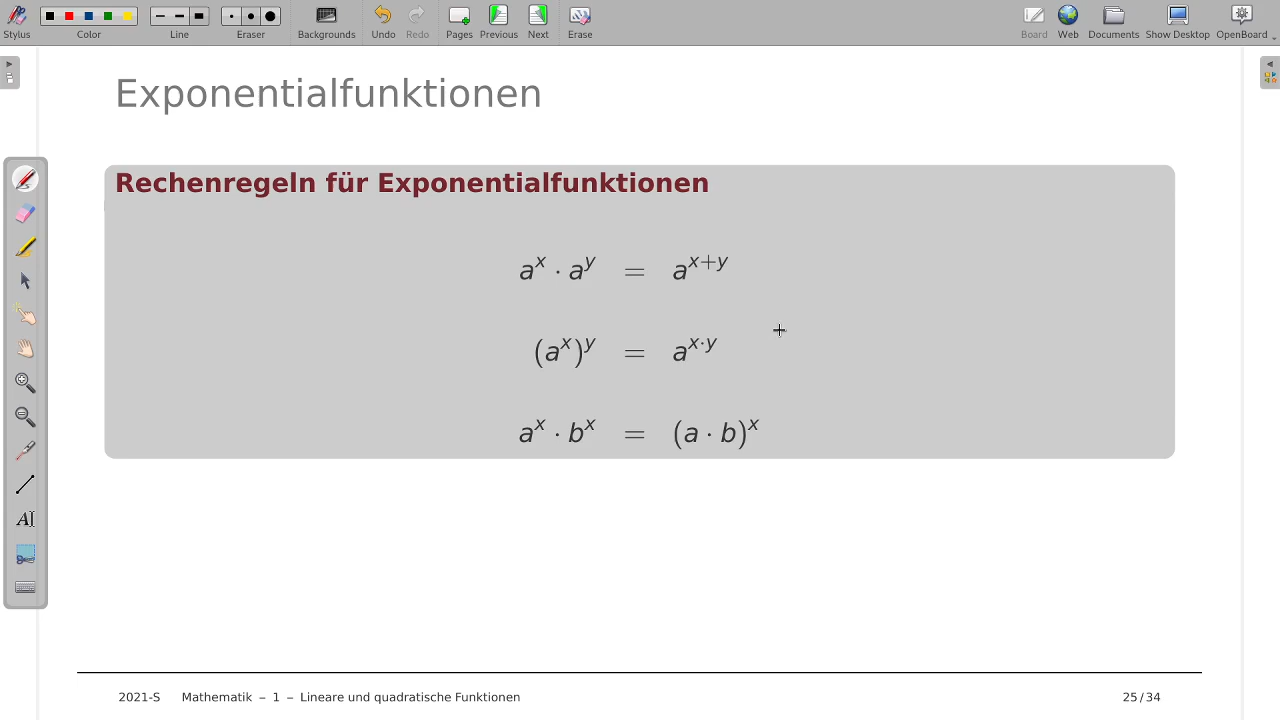 Stylus Color Line Eraser Backgrounds Undo Redo Pages Previous Next Erase Board Web Documents Show Desktop OpenBoard
Exponentialfunktionen
Rechenregeln für Exponentialfunktionen
a^x · a^y = a^{x+y}
(a^x)^y = a^{x·y}
a^x · b^x = (a · b)^x
2021-S Mathematik – 1 – Lineare und quadratische Funktionen 25 / 34